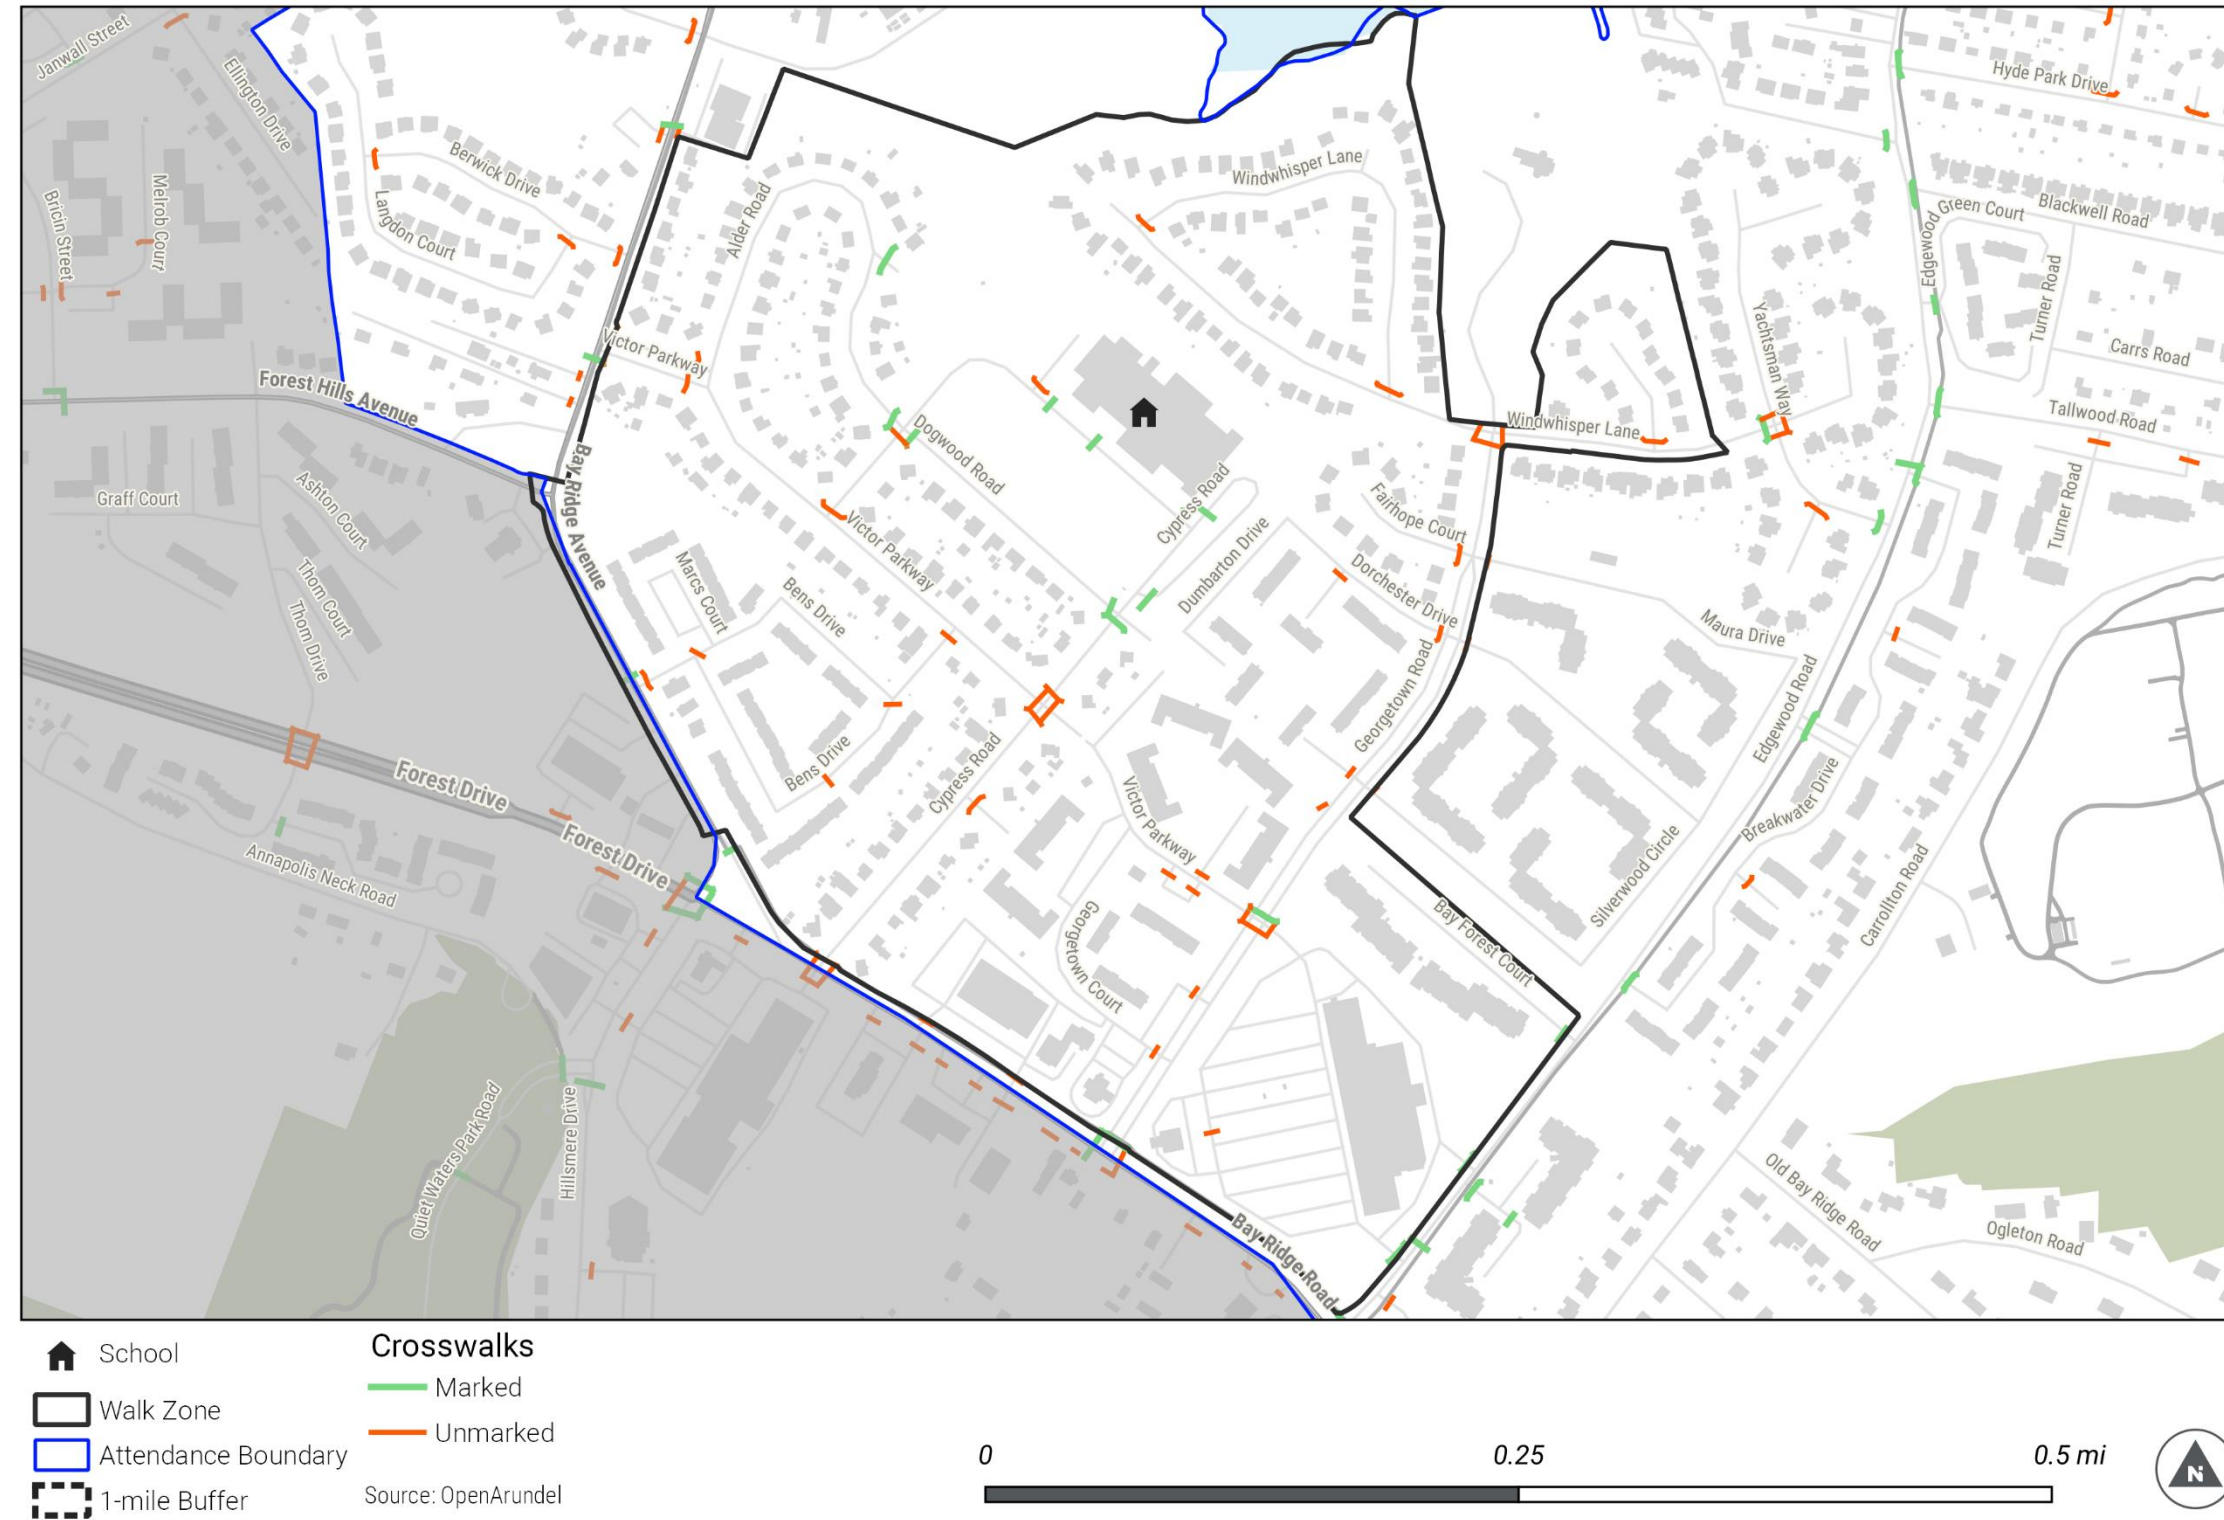 Janwall Street
Ellington Drive
Hyde Park Drive
Berwick Drive
Windwhisper Lane
Bricin Street
Melrob Court
Langdon Court
Alder Road
Edgewood
Green Court
Blackwell Road
Turner Road
Victor Parkway
Yachtsman Way
Carrs Road
Forest Hills Avenue
Dogwood Road
Windwhisper Lane
Tallwood Road
Bay Ridge Avenue
Graff Court
Ashton Court
Cypress Road
Fairhope Court
Turner Road
Victor Parkway
Dumbarton Drive
Thom Court
Marcs Court
Bens Drive
Dorchester Drive
Thom Drive
Maura Drive
Georgetown Road
Edgewood Road
Forest Drive
Bens Drive
Cypress Road
Victor Parkway
Breakwater Drive
Forest Drive
Annapolis Neck Road
Silverwood Circle
Carrollton Road
Georgetown Court
Bay Forest Court
Quiet Waters Park Road
Hillsmere Drive
Old Bay Ridge Road
Ogleton Road
Bay Ridge Road
School
Walk Zone
Attendance Boundary
1-mile Buffer
Crosswalks
Marked
Unmarked
Source: OpenArundel
0
0.25
0.5 mi
N